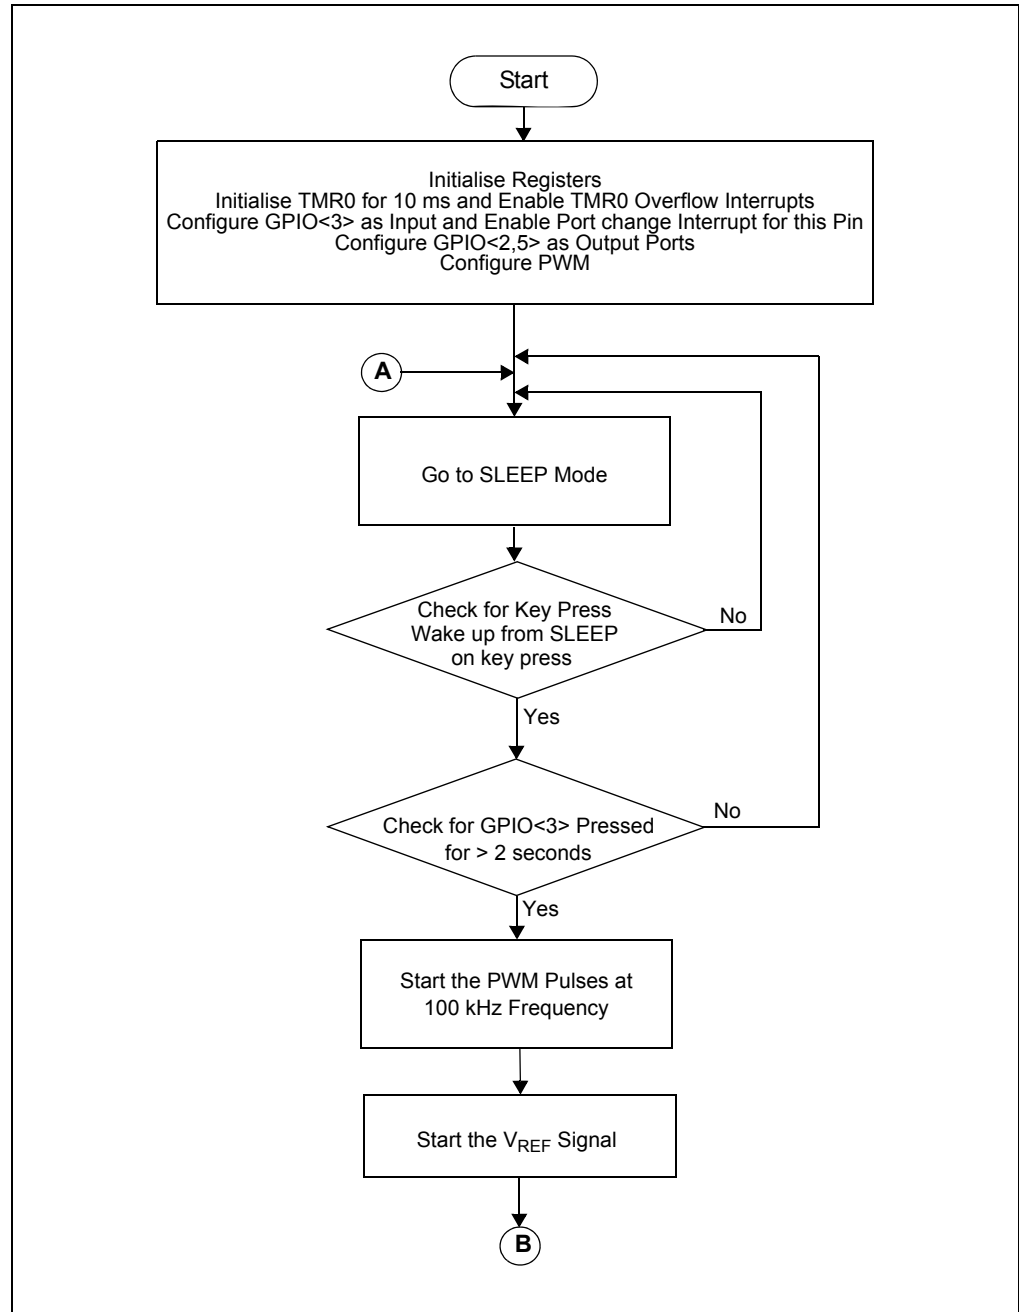 Start
Initialise Registers
Initialise TMR0 for 10 ms and Enable TMR0 Overflow Interrupts
Configure GPIO<3> as Input and Enable Port change Interrupt for this Pin
Configure GPIO<2,5> as Output Ports
Configure PWM
A
Go to SLEEP Mode
Check for Key Press
Wake up from SLEEP
on key press
No
Yes
Check for GPIO<3> Pressed
for > 2 seconds
No
Yes
Start the PWM Pulses at
100 kHz Frequency
Start the VREF Signal
B